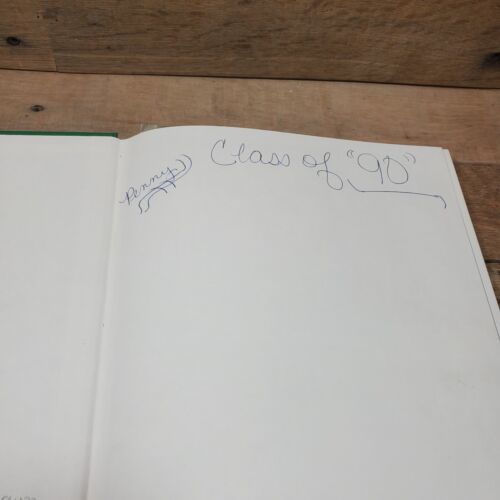 Class of "90"
Penny